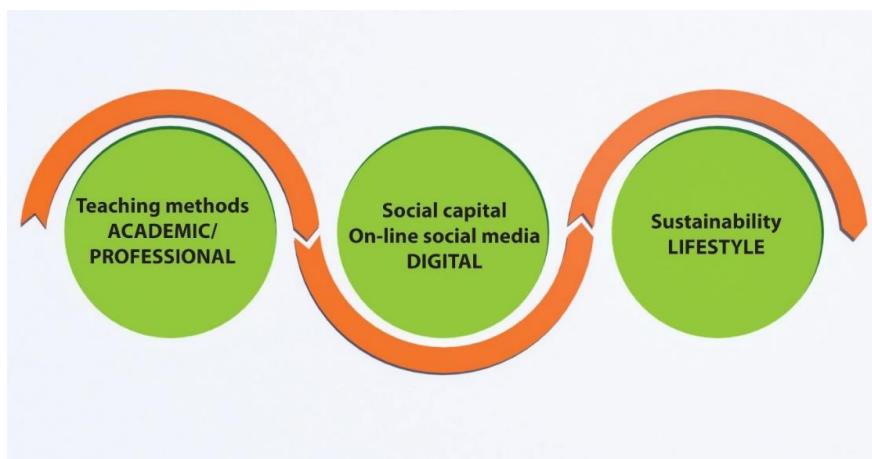 Teaching methods
ACADEMIC/
PROFESSIONAL
Social capital
On-line social media
DIGITAL
Sustainability
LIFESTYLE